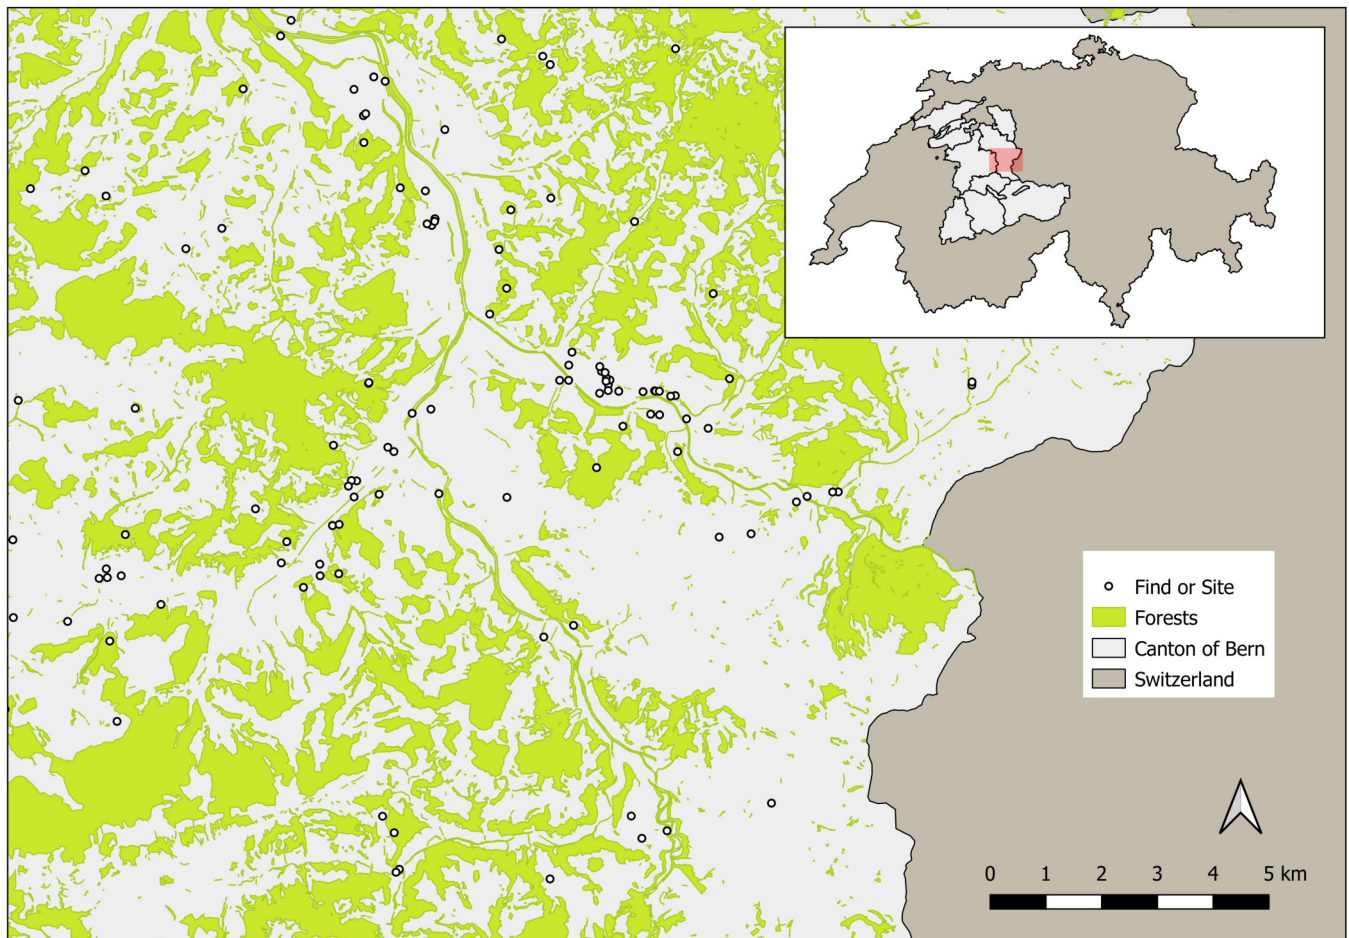 Find or Site
Forests
Canton of Bern
Switzerland
0 1 2 3 4 5 km